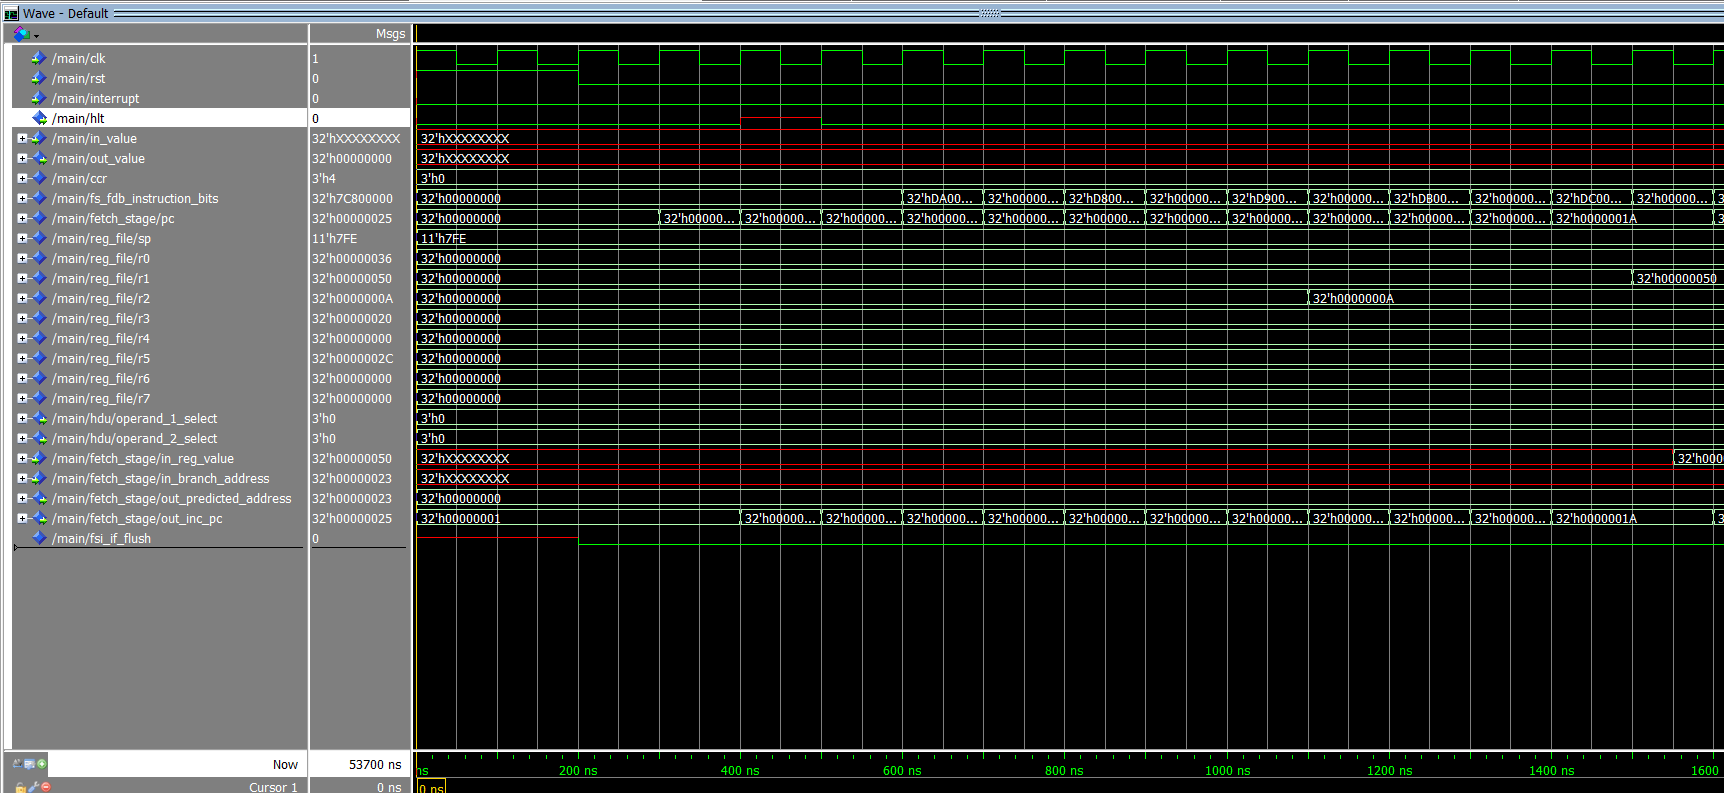 Wave - Default
Msgs
/main/clk 1
/main/rst 0
/main/interrupt 0
/main/hlt 0
/main/in_value 32'hXXXXXXXX 32'hXXXXXXXX
/main/out_value 32'h00000000 32'hXXXXXXXX
/main/ccr 3'h4 3'h0
/main/fs_fdb_instruction_bits 32'h7C800000 32'h00000000 32'hDA00... 32'h00000... 32'hD800... 32'h00000... 32'hD900... 32'h00000... 32'hDB00... 32'h00000... 32'hDC00... 32'h00000... 3
/main/fetch_stage/pc 32'h00000025 32'h00000000 32'h00000... 32'h00000... 32'h00000... 32'h00000... 32'h00000... 32'h00000... 32'h00000... 32'h00000... 32'h00000... 32'h00000... 32'h00000... 32'h0000001A 3
/main/reg_file/sp 11'h7FE 11'h7FE
/main/reg_file/r0 32'h00000036 32'h00000000
/main/reg_file/r1 32'h00000050 32'h00000000 32'h00000050
/main/reg_file/r2 32'h0000000A 32'h00000000 32'h0000000A
/main/reg_file/r3 32'h00000020 32'h00000000
/main/reg_file/r4 32'h00000000 32'h00000000
/main/reg_file/r5 32'h0000002C 32'h00000000
/main/reg_file/r6 32'h00000000 32'h00000000
/main/reg_file/r7 32'h00000000 32'h00000000
/main/hdu/operand_1_select 3'h0 3'h0
/main/hdu/operand_2_select 3'h0 3'h0
/main/fetch_stage/in_reg_value 32'h00000050 32'hXXXXXXXX 32'h000
/main/fetch_stage/in_branch_address 32'h00000023 32'hXXXXXXXX
/main/fetch_stage/out_predicted_address 32'h00000023 32'h00000000
/main/fetch_stage/out_inc_pc 32'h00000025 32'h00000001 32'h00000... 32'h00000... 32'h00000... 32'h00000... 32'h00000... 32'h00000... 32'h00000... 32'h00000... 32'h00000... 32'h00000... 32'h0000001A 3
/main/fsi_if_flush 0
Now 53700 ns ns 200 ns 400 ns 600 ns 800 ns 1000 ns 1200 ns 1400 ns 1600
Cursor 1 0 ns 0 ns